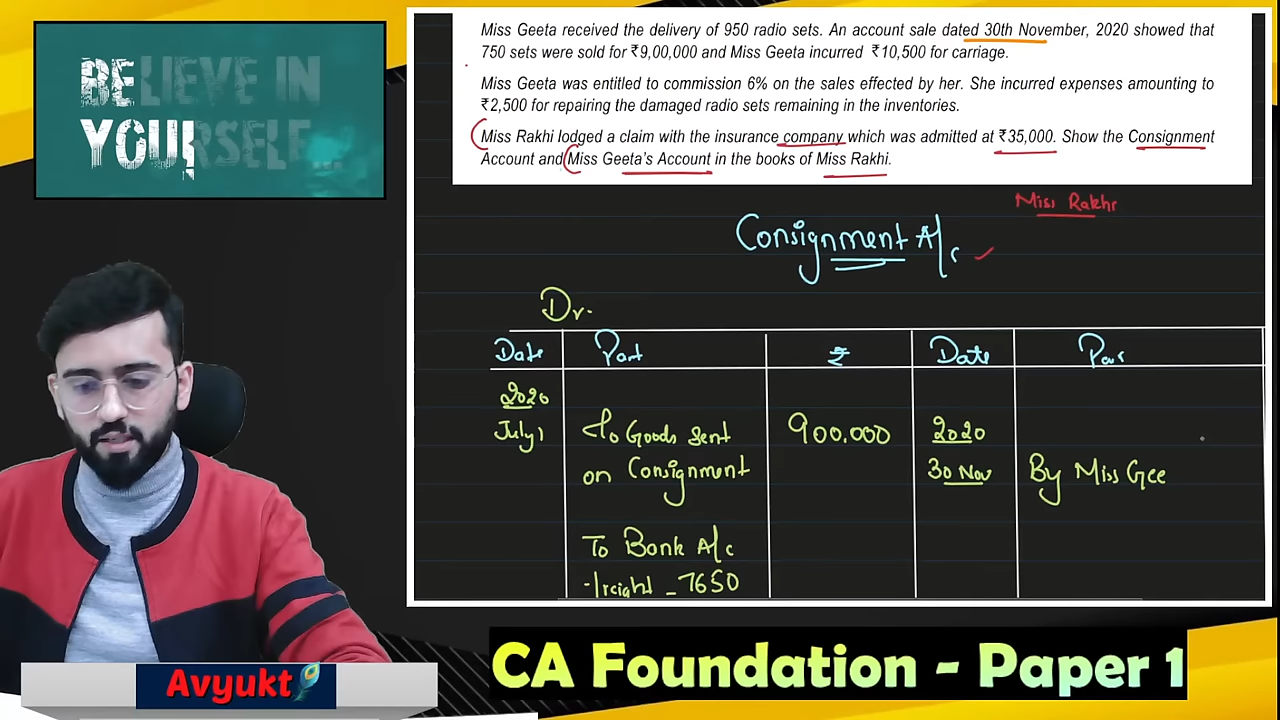 BELIEVE IN
YOURSELF...
Miss Geeta received the delivery of 950 radio sets. An account sale dated 30th November, 2020 showed that
750 sets were sold for ₹9,00,000 and Miss Geeta incurred ₹10,500 for carriage.
Miss Geeta was entitled to commission 6% on the sales effected by her. She incurred expenses amounting to
₹2,500 for repairing the damaged radio sets remaining in the inventories.
Miss Rakhi lodged a claim with the insurance company which was admitted at ₹35,000. Show the Consignment
Account and Miss Geeta's Account in the books of Miss Rakhi.
Miss Rakhi
Consignment A/c
Dr.
Date Part ₹ Date Par
2020
July 1 To Goods Sent 900.000 2020
on Consignment 30 Nov By Miss Gee
To Bank A/c
-freight - 7650
CA Foundation - Paper 1
Avyukt